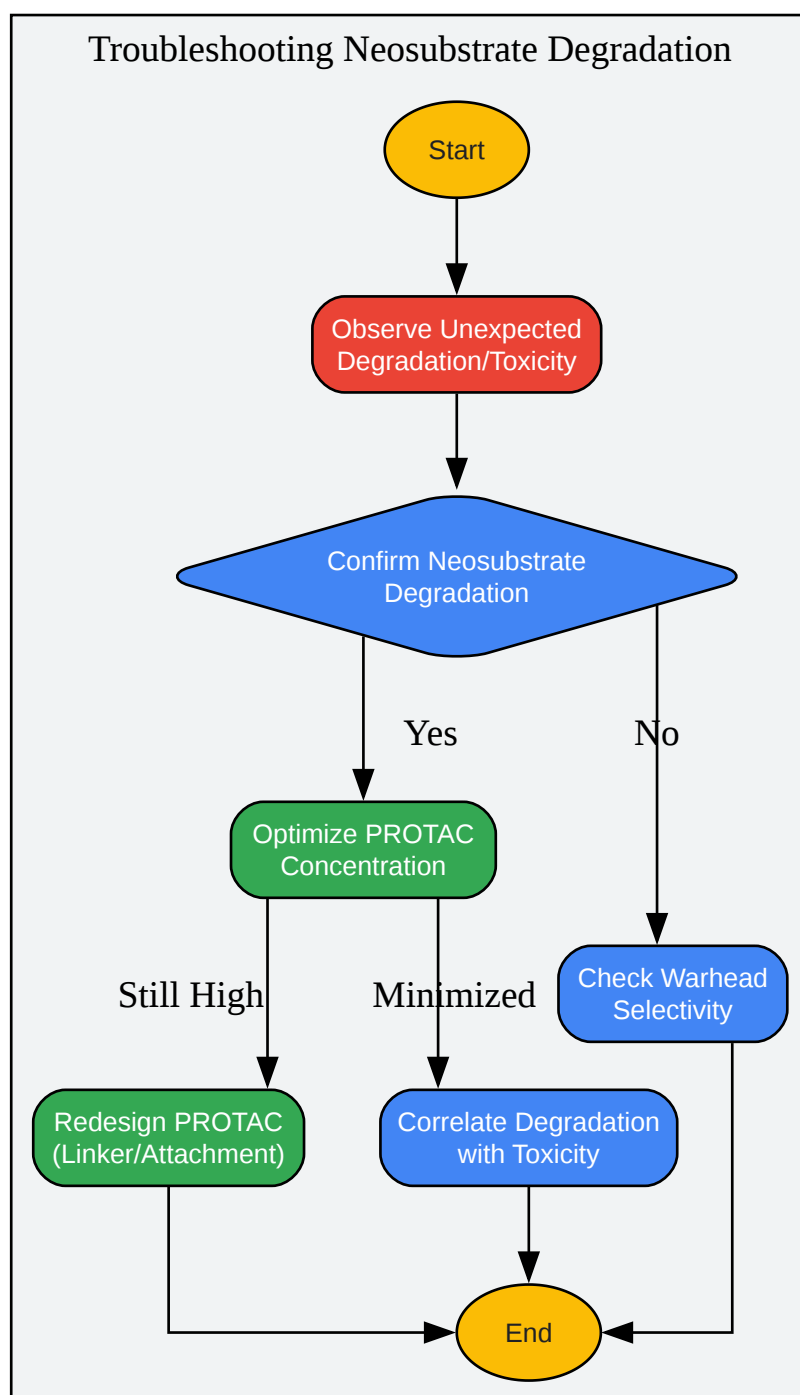 Troubleshooting Neosubstrate Degradation
Start
Observe Unexpected
Degradation/Toxicity
Confirm Neosubstrate
Degradation
Yes
No
Optimize PROTAC
Concentration
Check Warhead
Selectivity
Still High
Minimized
Redesign PROTAC
(Linker/Attachment)
Correlate Degradation
with Toxicity
End